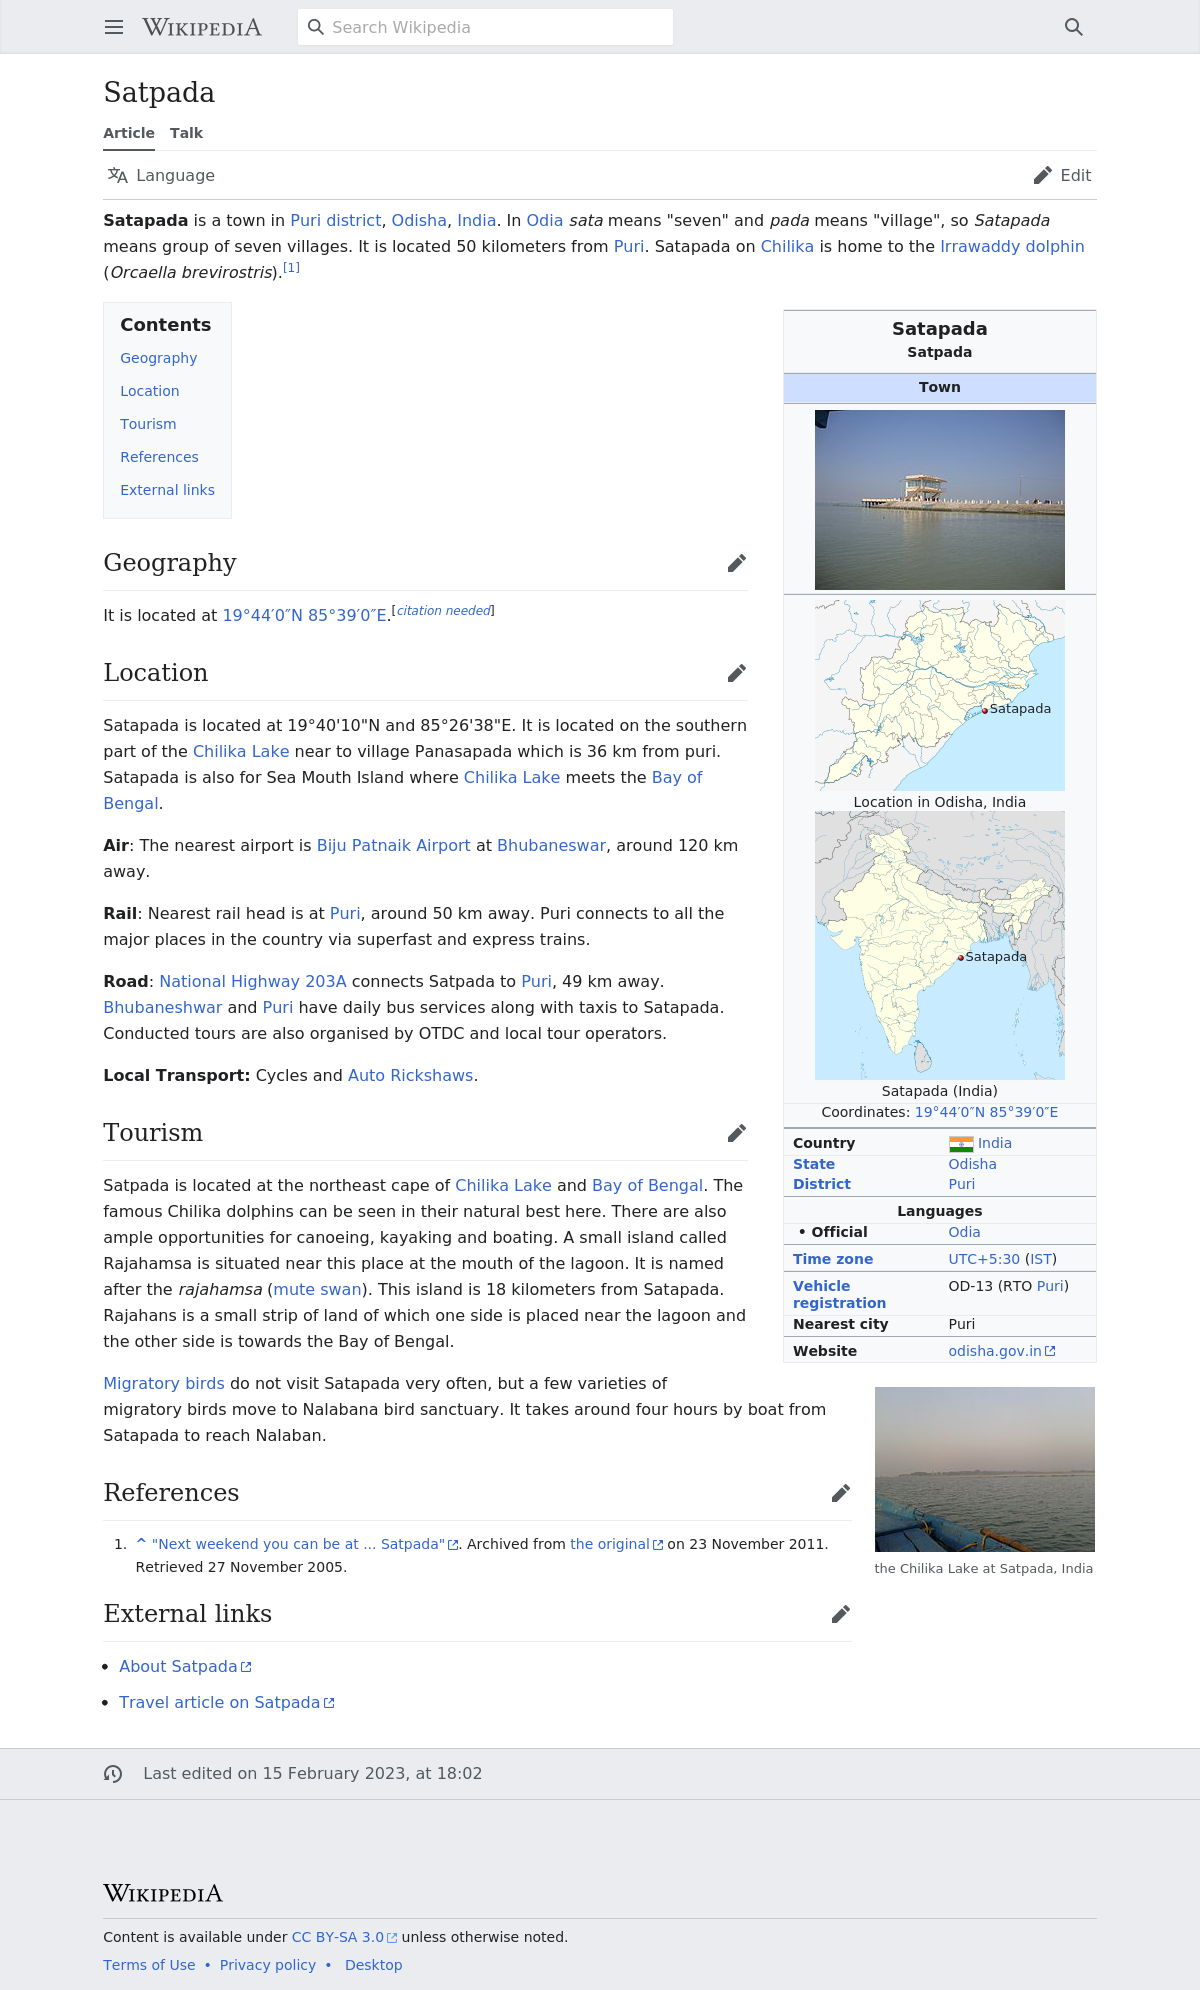 WIKIPEDIA
Search Wikipedia
Satpada
Article Talk
Language
Edit
Satapada is a town in Puri district, Odisha, India. In Odia sata means "seven" and pada means "village", so Satapada
means group of seven villages. It is located 50 kilometers from Puri. Satapada on Chilika is home to the Irrawaddy dolphin
(Orcaella brevirostris).[1]
Contents
Geography
Location
Tourism
References
External links
Satapada
Satpada
Town
Satapada
Location in Odisha, India
Satapada
Satapada (India)
Coordinates: 19°44′0″N 85°39′0″E
Country India
State Odisha
District Puri
Languages
• Official Odia
Time zone UTC+5:30 (IST)
Vehicle
registration OD-13 (RTO Puri)
Nearest city Puri
Website odisha.gov.in
Geography
It is located at 19°44′0″N 85°39′0″E.[citation needed]
Location
Satapada is located at 19°40'10"N and 85°26'38"E. It is located on the southern
part of the Chilika Lake near to village Panasapada which is 36 km from puri.
Satapada is also for Sea Mouth Island where Chilika Lake meets the Bay of
Bengal.
Air: The nearest airport is Biju Patnaik Airport at Bhubaneswar, around 120 km
away.
Rail: Nearest rail head is at Puri, around 50 km away. Puri connects to all the
major places in the country via superfast and express trains.
Road: National Highway 203A connects Satpada to Puri, 49 km away.
Bhubaneshwar and Puri have daily bus services along with taxis to Satapada.
Conducted tours are also organised by OTDC and local tour operators.
Local Transport: Cycles and Auto Rickshaws.
Tourism
Satpada is located at the northeast cape of Chilika Lake and Bay of Bengal. The
famous Chilika dolphins can be seen in their natural best here. There are also
ample opportunities for canoeing, kayaking and boating. A small island called
Rajahamsa is situated near this place at the mouth of the lagoon. It is named
after the rajahamsa (mute swan). This island is 18 kilometers from Satapada.
Rajahans is a small strip of land of which one side is placed near the lagoon and
the other side is towards the Bay of Bengal.
Migratory birds do not visit Satapada very often, but a few varieties of
migratory birds move to Nalabana bird sanctuary. It takes around four hours by boat from
Satapada to reach Nalaban.
the Chilika Lake at Satpada, India
References
1. ^ "Next weekend you can be at ... Satpada". Archived from the original on 23 November 2011.
Retrieved 27 November 2005.
External links
• About Satpada
• Travel article on Satpada
Last edited on 15 February 2023, at 18:02
WIKIPEDIA
Content is available under CC BY-SA 3.0 unless otherwise noted.
Terms of Use • Privacy policy • Desktop